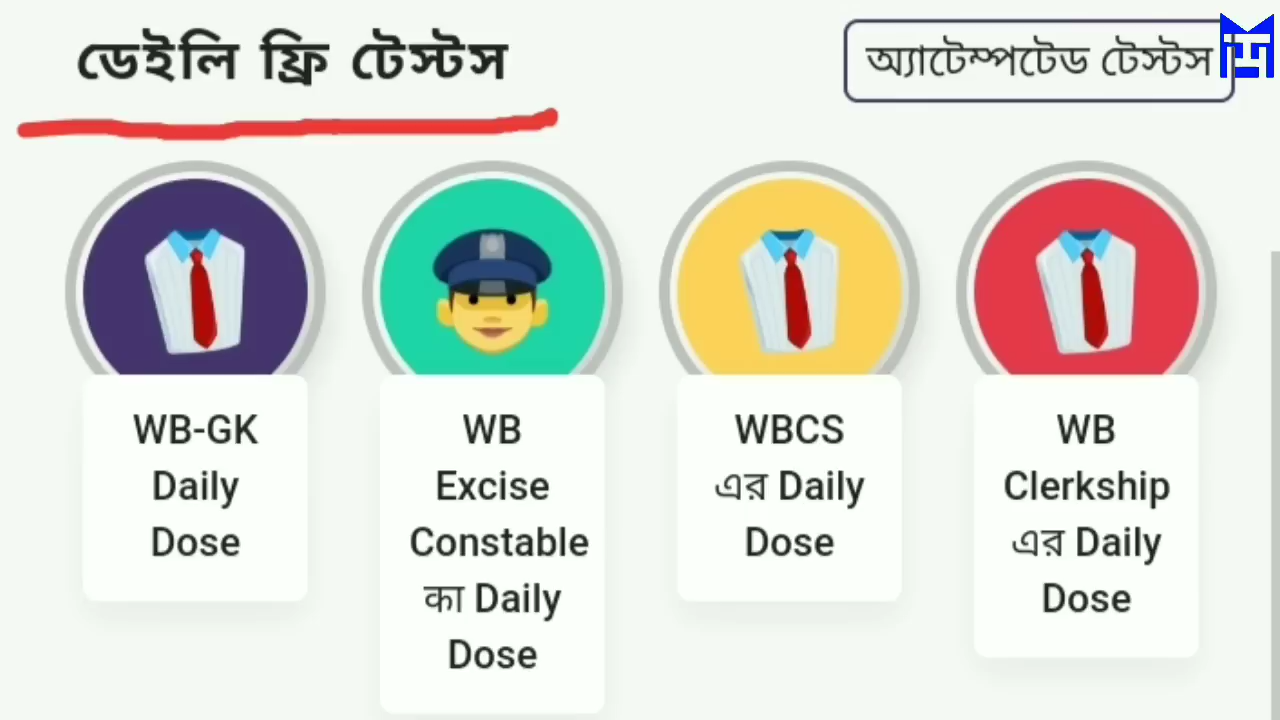 ডেইলি ফ্রি টেস্টস
অ্যাটেম্পটেড টেস্টস
WB-GK
Daily
Dose
WB
Excise
Constable
का Daily
Dose
WBCS
এর Daily
Dose
WB
Clerkship
এর Daily
Dose